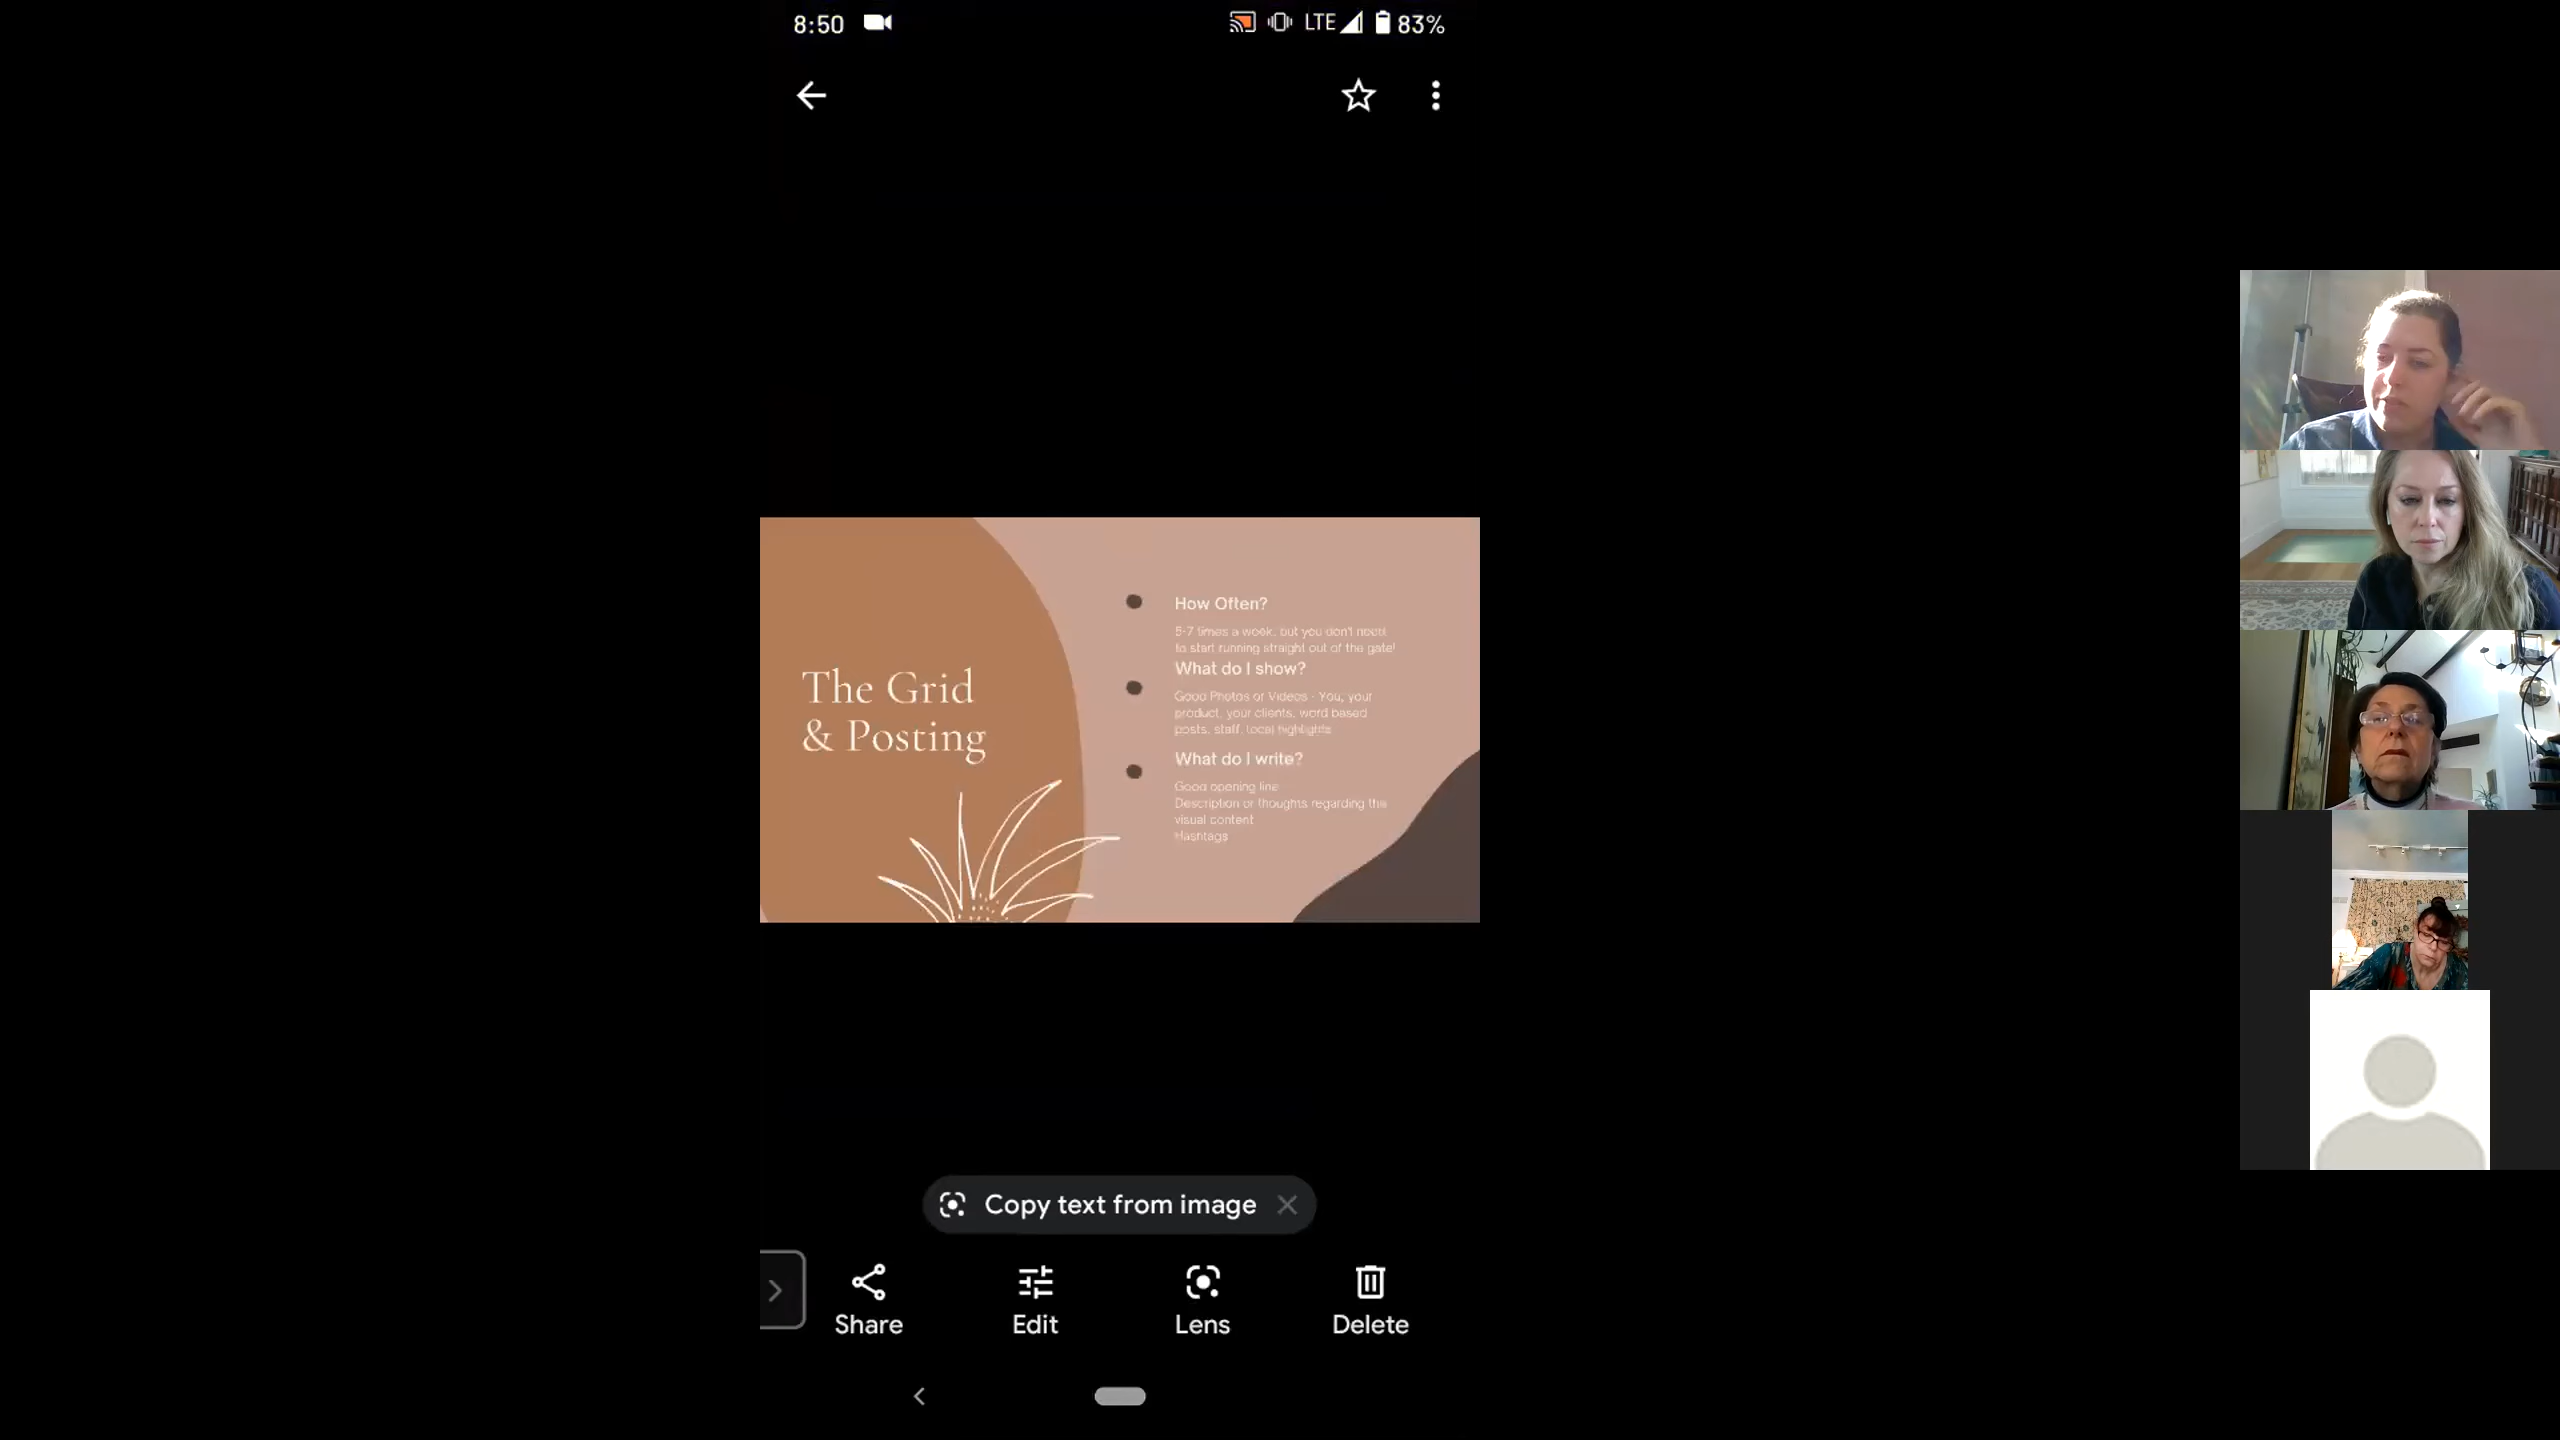 8:50
LTE
83%
The Grid
& Posting
How Often?
5-7 times a week, but you don't need
to start running straight out of the gate!
What do I show?
Good Photos or Videos - You, your
product, your clients, word based
posts, staff, local highlights
What do I write?
Good opening line
Description or thoughts regarding the
visual content
Hashtags
Copy text from image
Share
Edit
Lens
Delete